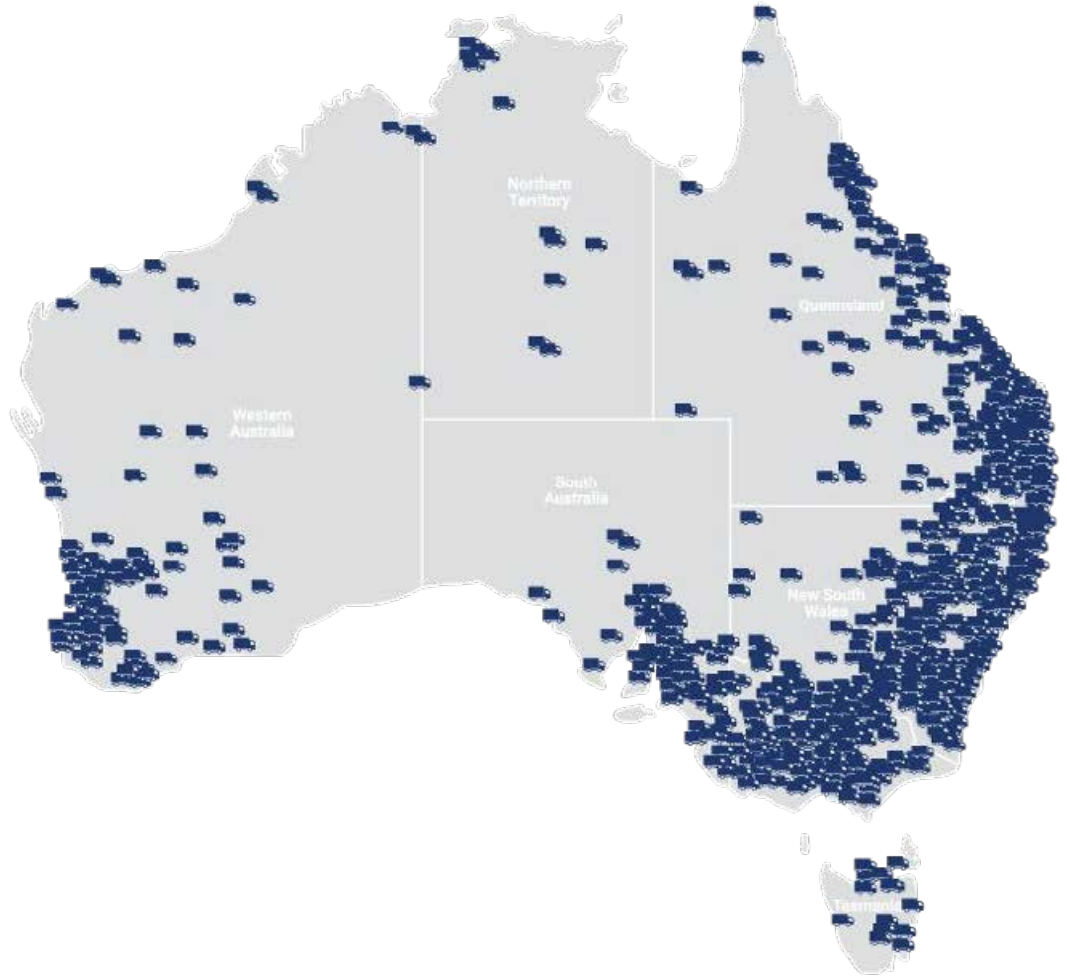 Northern
Territory
Queensland
Western
Australia
South
Australia
New South
Wales
Tasmania